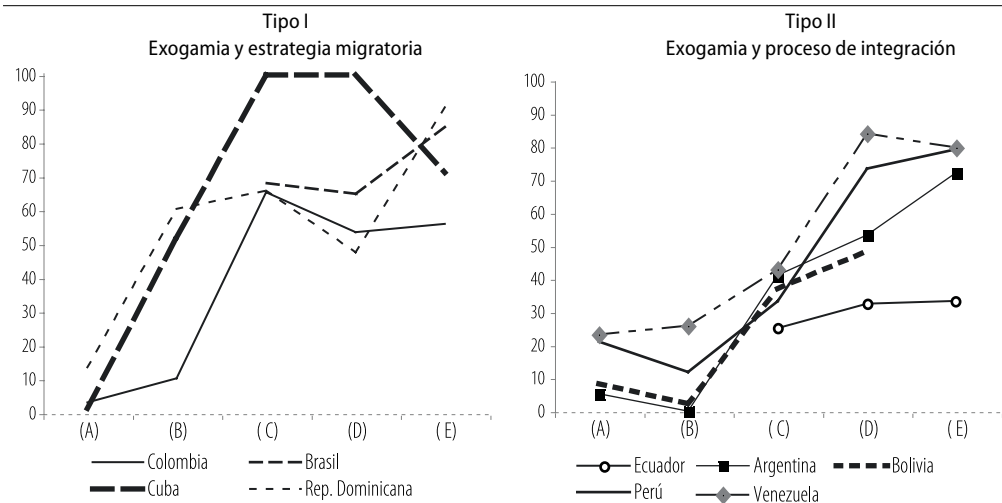 Tipo I
Exogamia y estrategia migratoria
100
90
80
70
60
50
40
30
20
10
0
(A) (B) ( C) (D) ( E)
Colombia Brasil
Cuba Rep. Dominicana
Tipo II
Exogamia y proceso de integración
100
90
80
70
60
50
40
30
20
10
0
(A) (B) ( C) (D) ( E)
Ecuador Argentina Bolivia
Perú Venezuela